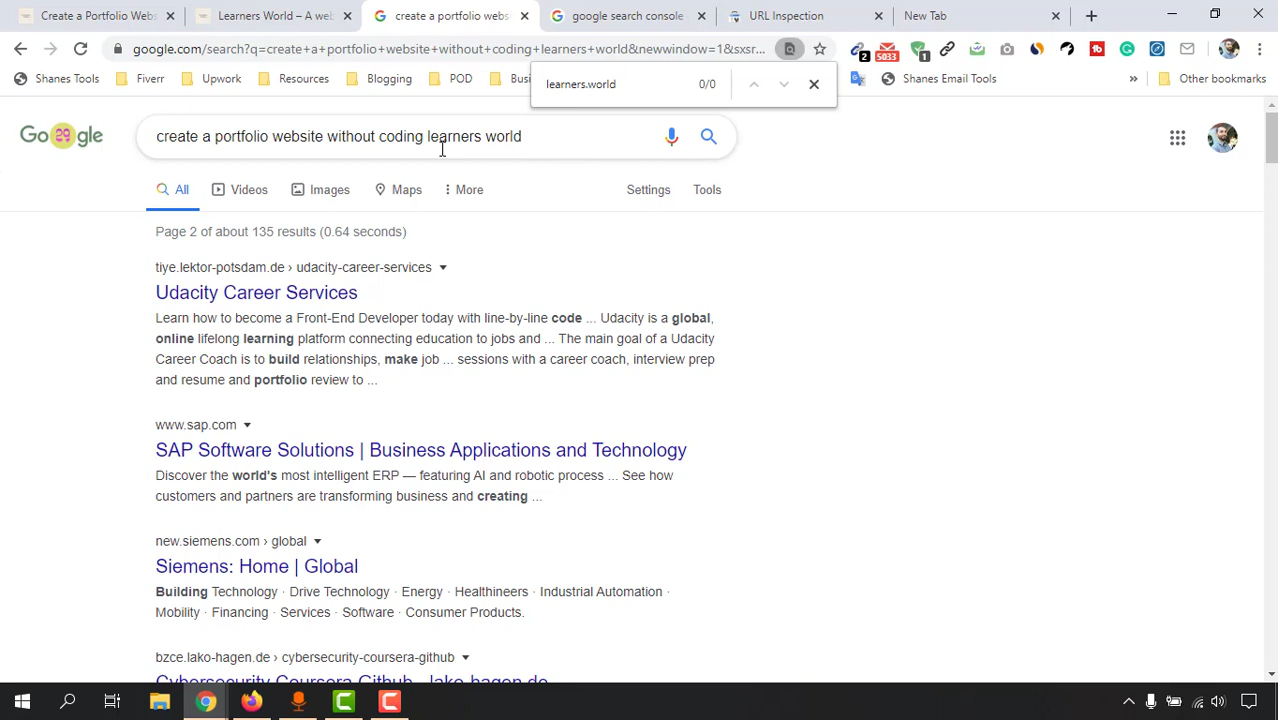 Create a Portfolio Webs
Learners World – A web
create a portfolio webs
google search console
URL Inspection
New Tab
google.com/search?q=create+a+portfolio+website+without+coding+learners+world&newwindow=1&sxsr...
2
5033
1
Shanes Tools
Fiverr
Upwork
Resources
Blogging
POD
Busi
Shanes Email Tools
»
Other bookmarks
learners.world
0/0
Google
create a portfolio website without coding learners world
All
Videos
Images
Maps
More
Settings
Tools
Page 2 of about 135 results (0.64 seconds)
tiye.lektor-potsdam.de › udacity-career-services
Udacity Career Services
Learn how to become a Front-End Developer today with line-by-line code ... Udacity is a global,
online lifelong learning platform connecting education to jobs and ... The main goal of a Udacity
Career Coach is to build relationships, make job ... sessions with a career coach, interview prep
and resume and portfolio review to ...
www.sap.com
SAP Software Solutions | Business Applications and Technology
Discover the world's most intelligent ERP — featuring AI and robotic process ... See how
customers and partners are transforming business and creating ...
new.siemens.com › global
Siemens: Home | Global
Building Technology · Drive Technology · Energy · Healthineers · Industrial Automation ·
Mobility · Financing · Services · Software · Consumer Products.
bzce.lako-hagen.de › cybersecurity-coursera-github
Cybersecurity Coursera Github - lako-hagen.de